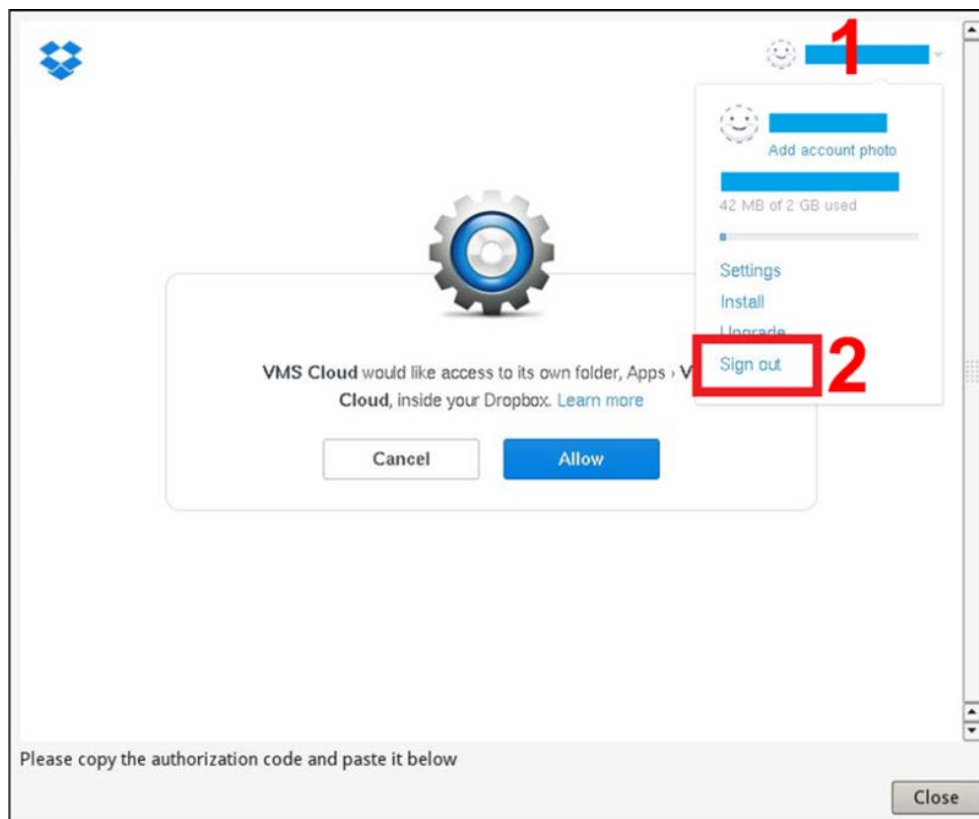 1
Add account photo
42 MB of 2 GB used
Settings
Install
Upgrade
Sign out
2
VMS Cloud would like access to its own folder, Apps › V
Cloud, inside your Dropbox. Learn more
Cancel
Allow
Please copy the authorization code and paste it below
Close